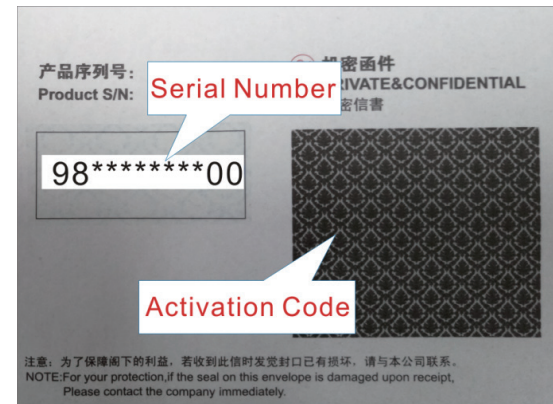 产品序列号:
Product S/N:
Serial Number
密函件
RIVATE&CONFIDENTIAL
密信書
98********00
Activation Code
注意：为了保障阁下的利益，若收到此信时发觉封口已有损坏，请与本公司联系。
NOTE:For your protection,if the seal on this envelope is damaged upon receipt,
Please contact the company immediately.